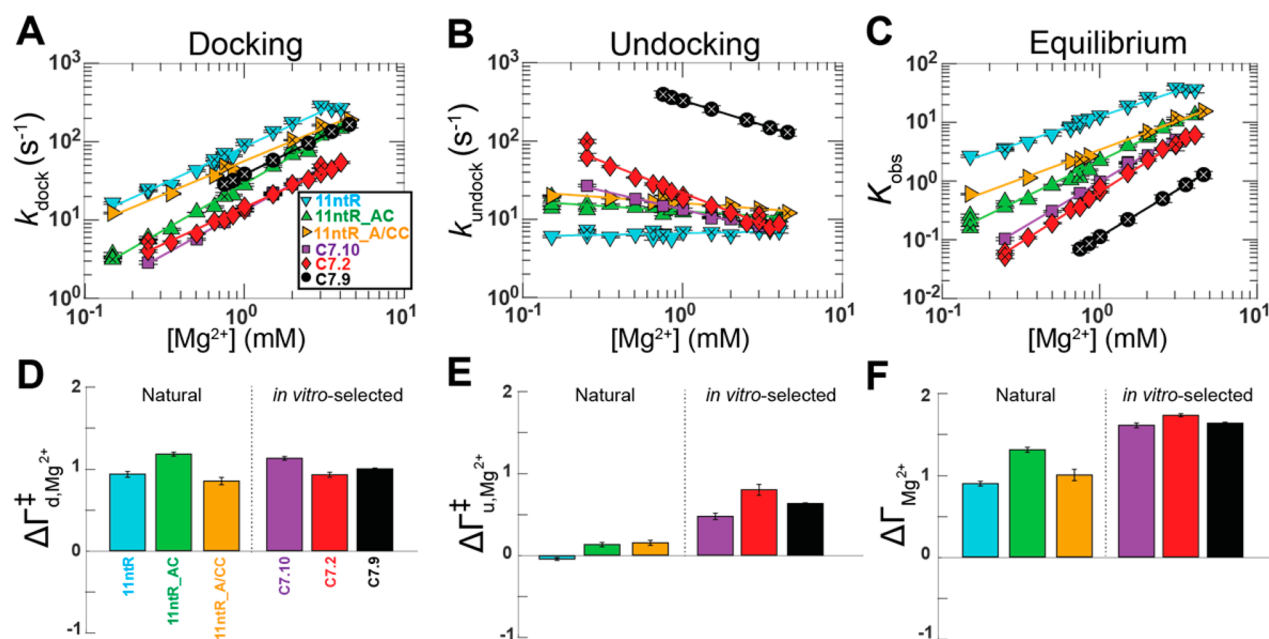 A Docking
B Undocking
C Equilibrium
k_dock (s⁻¹)
10³
10²
10¹
10⁰
10⁻¹ 10⁰ 10¹
[Mg²⁺] (mM)
11ntR
11ntR_AC
11ntR_A/CC
C7.10
C7.2
C7.9
k_undock (s⁻¹)
10³
10²
10¹
10⁰
10⁻¹ 10⁰ 10¹
[Mg²⁺] (mM)
K_obs
10²
10¹
10⁰
10⁻¹
10⁻²
10⁻¹ 10⁰ 10¹
[Mg²⁺] (mM)
D
Natural in vitro-selected
ΔΓ‡d,Mg²⁺
2
1
0
-1
11ntR
11ntR_AC
11ntR_A/CC
C7.10
C7.2
C7.9
E
Natural in vitro-selected
ΔΓ‡u,Mg²⁺
2
1
0
-1
F
Natural in vitro-selected
ΔΓMg²⁺
2
1
0
-1